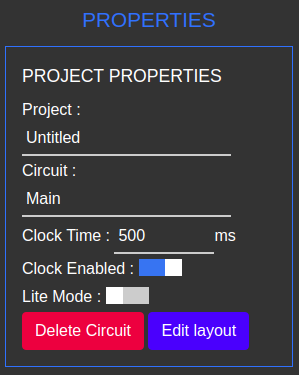 PROPERTIES
PROJECT PROPERTIES
Project :
Untitled
Circuit :
Main
Clock Time : 500 ms
Clock Enabled :
Lite Mode :
Delete Circuit Edit layout